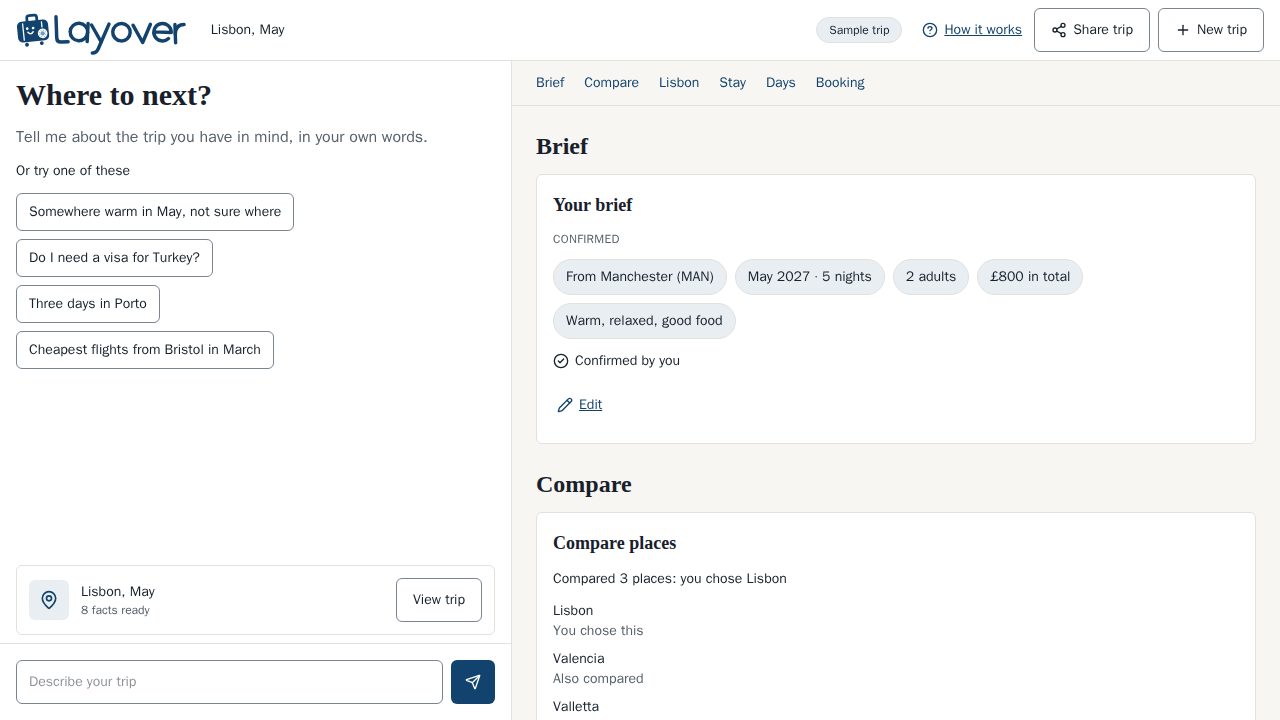 Layover
Lisbon, May
Sample trip
How it works
Share trip
New trip
Where to next?
Tell me about the trip you have in mind, in your own words.
Or try one of these
Somewhere warm in May, not sure where
Do I need a visa for Turkey?
Three days in Porto
Cheapest flights from Bristol in March
Lisbon, May
8 facts ready
View trip
Describe your trip
Brief Compare Lisbon Stay Days Booking
Brief
Your brief
CONFIRMED
From Manchester (MAN) May 2027 · 5 nights 2 adults £800 in total
Warm, relaxed, good food
Confirmed by you
Edit
Compare
Compare places
Compared 3 places: you chose Lisbon
Lisbon
You chose this
Valencia
Also compared
Valletta